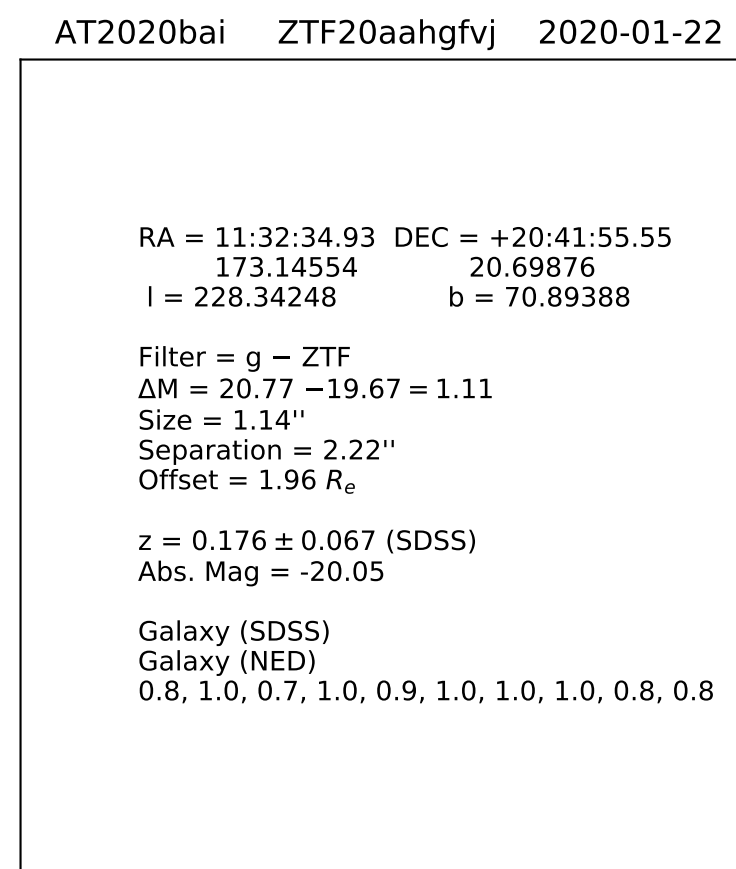 AT2020bai ZTF20aahgfvj 2020-01-22
RA = 11:32:34.93 DEC = +20:41:55.55
173.14554 20.69876
l = 228.34248 b = 70.89388
Filter = g − ZTF
ΔM = 20.77 −19.67 = 1.11
Size = 1.14''
Separation = 2.22''
Offset = 1.96 Rₑ
z = 0.176 ± 0.067 (SDSS)
Abs. Mag = -20.05
Galaxy (SDSS)
Galaxy (NED)
0.8, 1.0, 0.7, 1.0, 0.9, 1.0, 1.0, 1.0, 0.8, 0.8